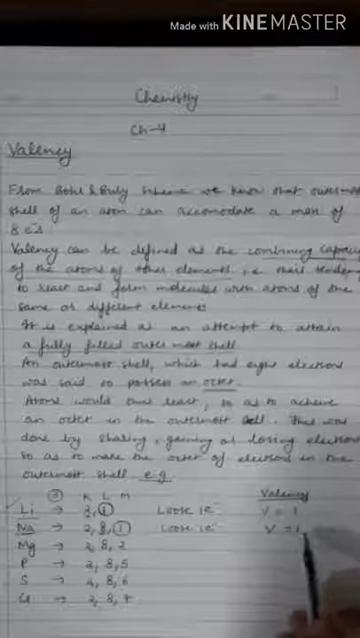 Made with KINEMASTER
Chemistry
Ch-4
Valency
From Bohr & Bury scheme we know that outermost
shell of an atom can accomodate a max of
8 es
Valency can be defined as the combining capacity
of the atoms of other elements, i.e their tendency
to react and form molecules with atoms of the
same or different elements.
It is explained as an attempt to attain
a fully filled outermost shell.
An outermost shell, which had eight electrons
was said to possess an octet.
Atoms would thus react, so as to achieve
an octet in the outermost shell. This was
done by sharing, gaining or losing electrons
so as to make the octet of electrons in the
outermost shell e.g
K L M Valency
Li → 2, 1 Loose 1e⁻ V = 1
Na → 2, 8, 1 Loose 1e⁻ V = 1
Mg → 2, 8, 2
P → 2, 8, 5
S → 2, 8, 6
Cl → 2, 8, 7